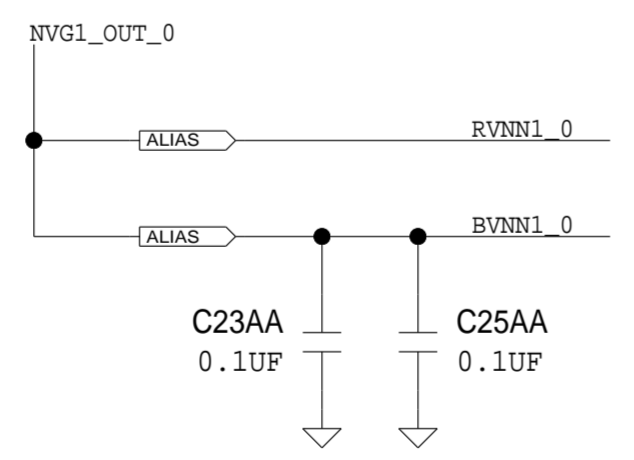 NVG1_OUT_0
ALIAS RVNN1_0
ALIAS BVNN1_0
C23AA C25AA
0.1UF 0.1UF